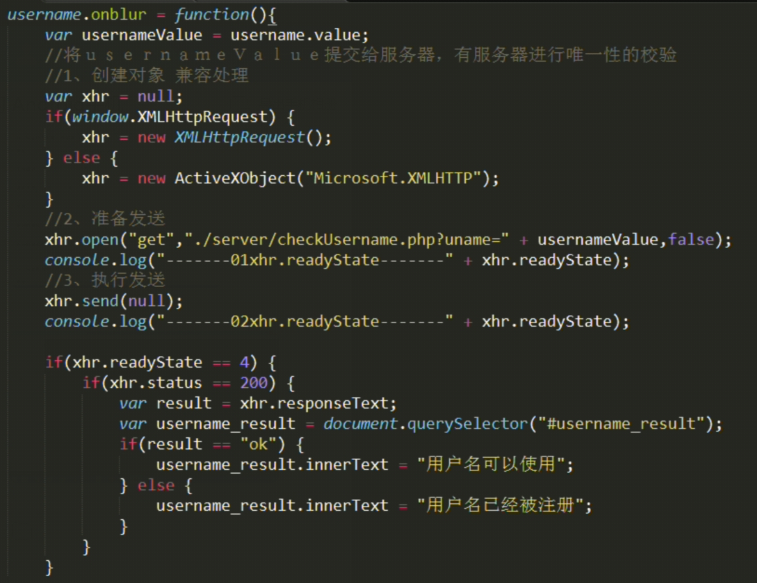 username.onblur = function(){
var usernameValue = username.value;
//将ｕｓｅｒｎａｍｅＶａｌｕｅ提交给服务器，有服务器进行唯一性的校验
//1、创建对象 兼容处理
var xhr = null;
if(window.XMLHttpRequest) {
xhr = new XMLHttpRequest();
} else {
xhr = new ActiveXObject("Microsoft.XMLHTTP");
}
//2、准备发送
xhr.open("get","./server/checkUsername.php?uname=" + usernameValue,false);
console.log("-------01xhr.readyState-------" + xhr.readyState);
//3、执行发送
xhr.send(null);
console.log("-------02xhr.readyState-------" + xhr.readyState);
if(xhr.readyState == 4) {
if(xhr.status == 200) {
var result = xhr.responseText;
var username_result = document.querySelector("#username_result");
if(result == "ok") {
username_result.innerText = "用户名可以使用";
} else {
username_result.innerText = "用户名已经被注册";
}
}
}